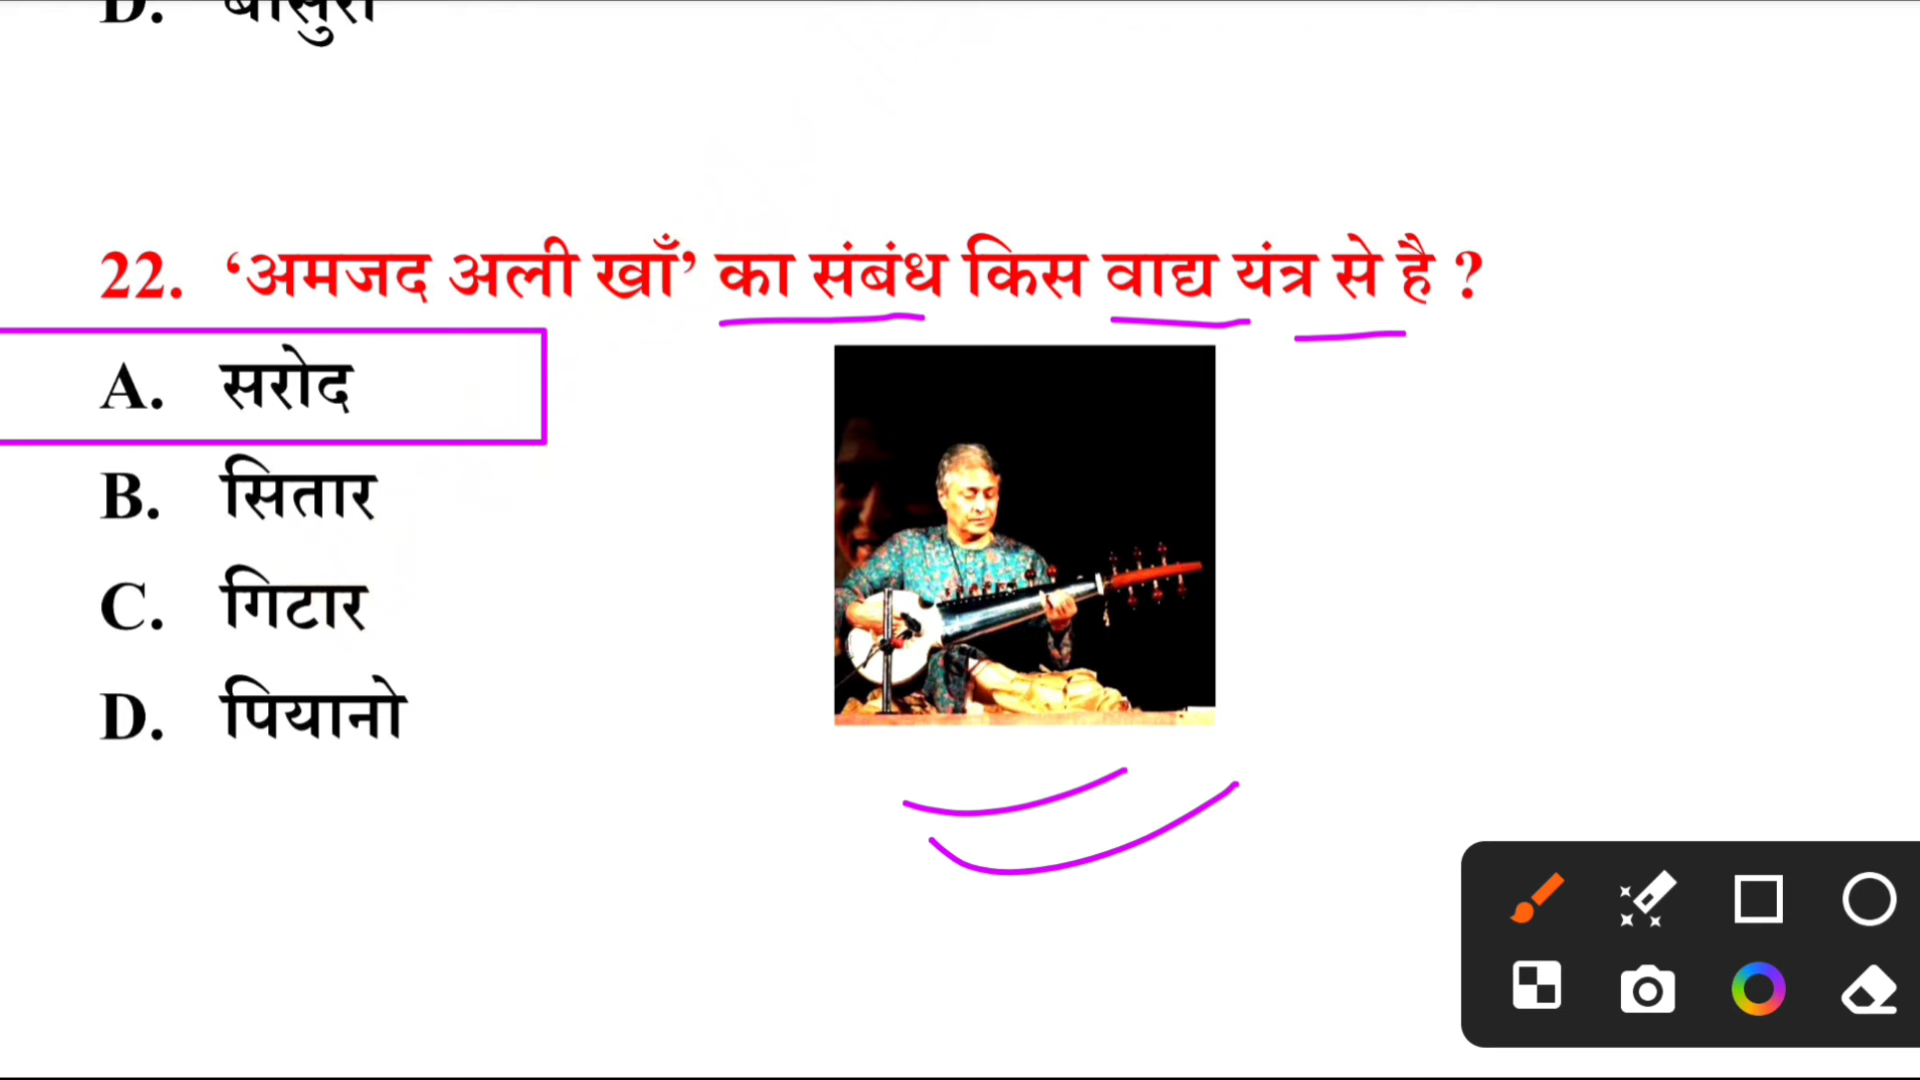 D. बाँसुरी
22. ‘अमजद अली खाँ’ का संबंध किस वाद्य यंत्र से है ?
A. सरोद
B. सितार
C. गिटार
D. पियानो